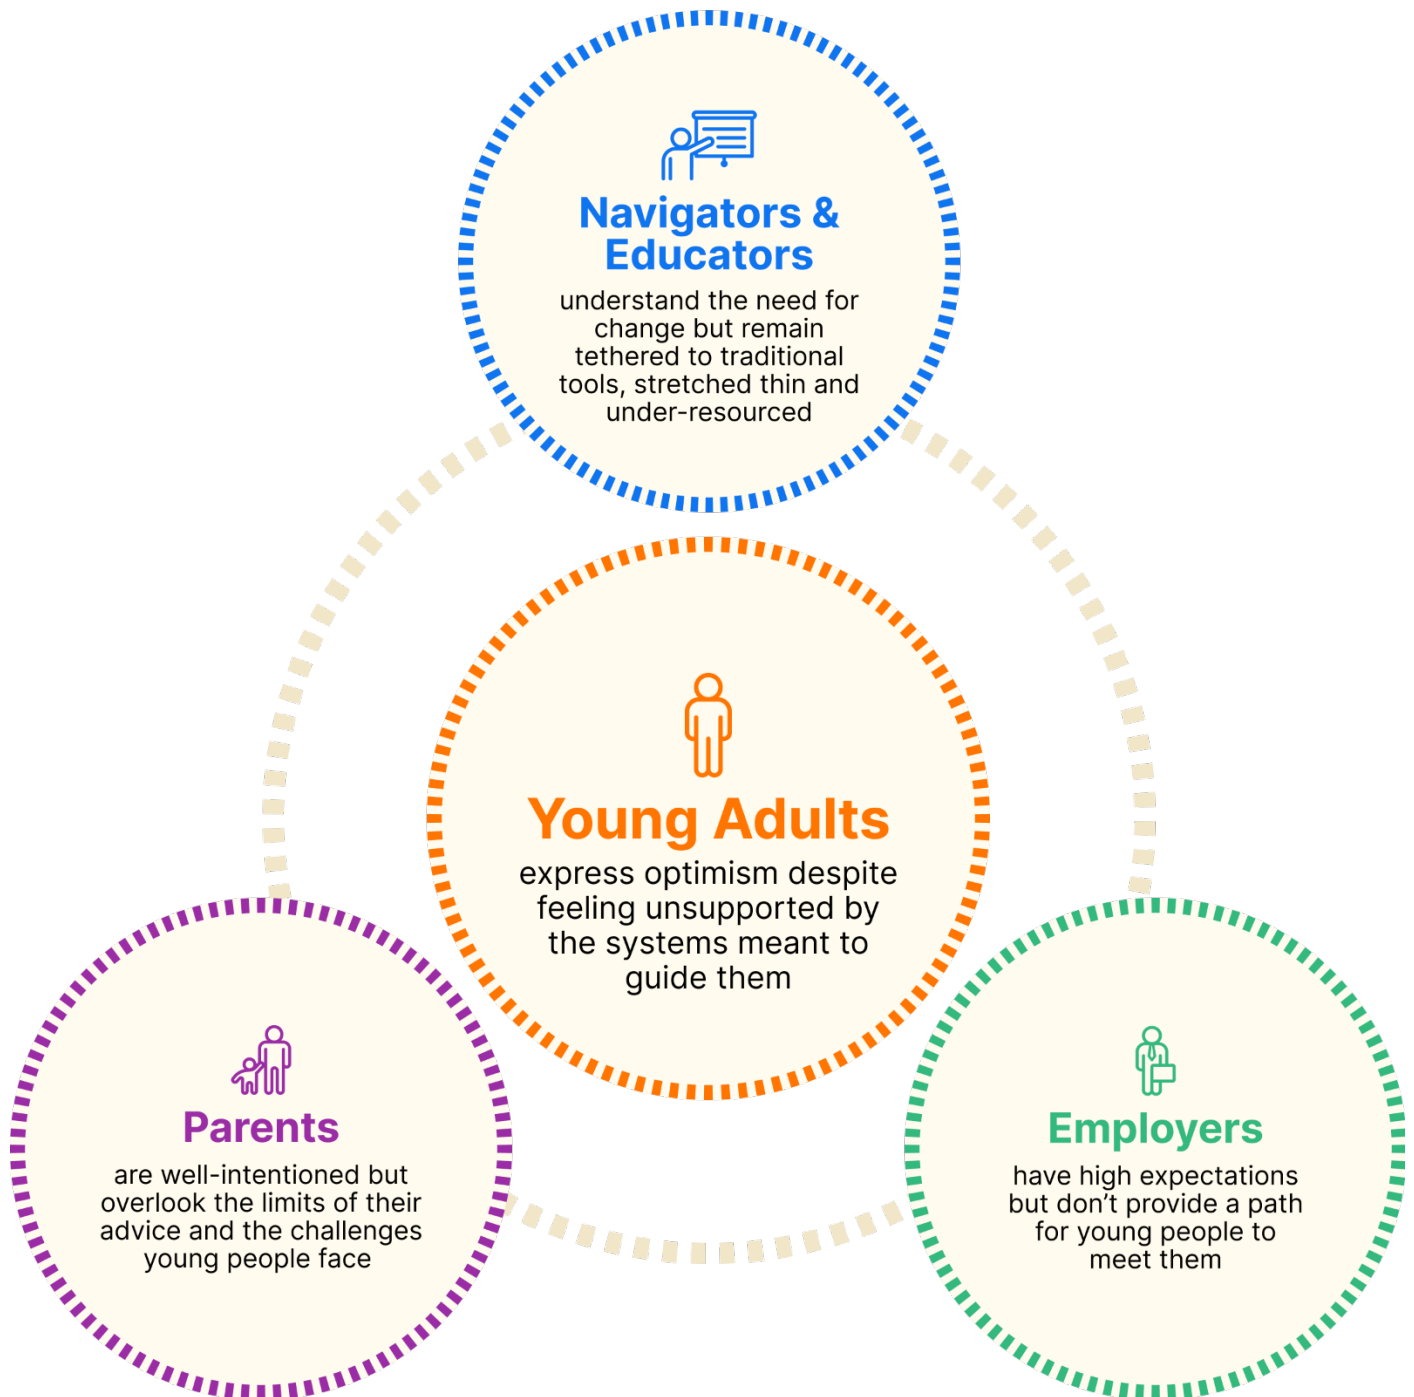 Navigators &
Educators
understand the need for
change but remain
tethered to traditional
tools, stretched thin and
under-resourced
Young Adults
express optimism despite
feeling unsupported by
the systems meant to
guide them
Parents
are well-intentioned but
overlook the limits of their
advice and the challenges
young people face
Employers
have high expectations
but don’t provide a path
for young people to
meet them